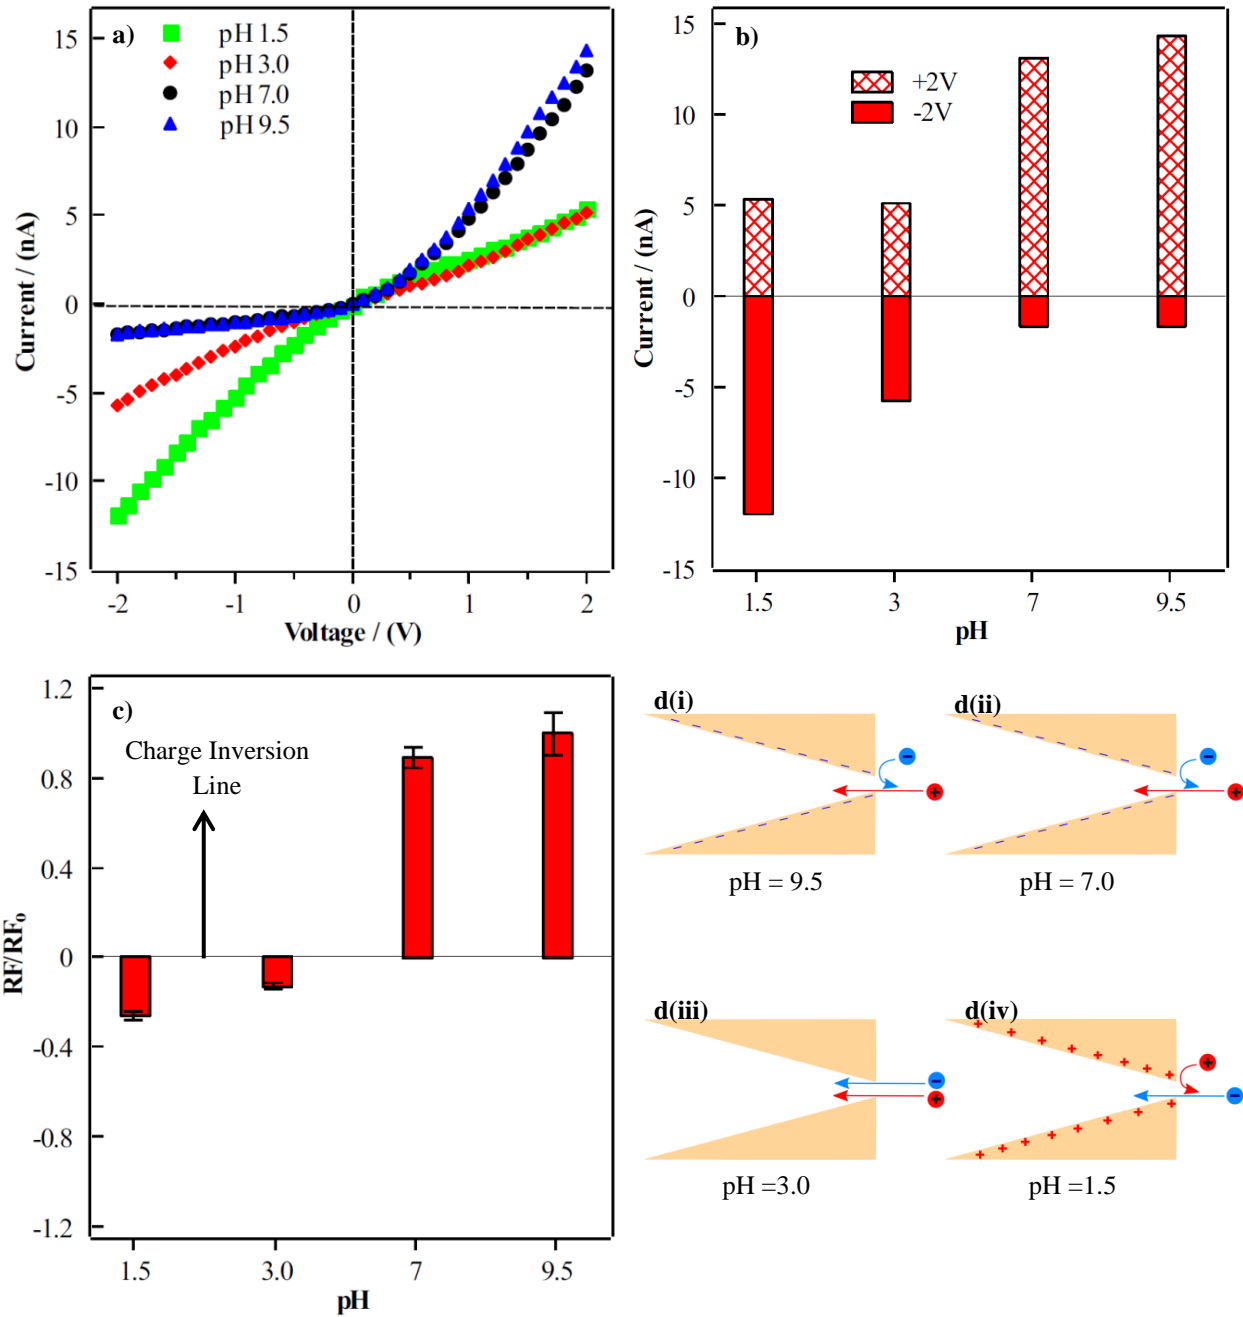 a)
pH 1.5
pH 3.0
pH 7.0
pH 9.5
15
10
5
0
-5
-10
-15
Current / (nA)
-2
-1
0
1
2
Voltage / (V)
b)
+2V
-2V
15
10
5
0
-5
-10
-15
Current / (nA)
1.5
3
7
9.5
pH
c)
Charge Inversion
Line
1.2
0.8
0.4
0
-0.4
-0.8
-1.2
RF/RFo
1.5
3.0
7
9.5
pH
d(i)
pH = 9.5
d(ii)
pH = 7.0
d(iii)
pH =3.0
d(iv)
pH =1.5